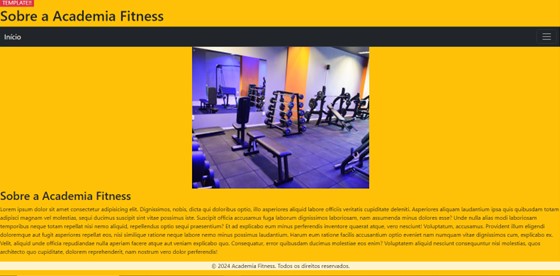 TEMPLATE!!
Sobre a Academia Fitness
Início
Sobre a Academia Fitness
Lorem ipsum dolor sit amet consectetur adipisicing elit. Dignissimos, nobis, dicta qui doloribus optio, illo asperiores aliquid labore officiis veritatis cupiditate deleniti. Asperiores aliquam laudantium ipsa quis quibusdam totam
adipisci magnam vel molestias, sequi ducimus suscipit sint vitae possimus iste. Suscipit officia accusamus fuga laborum dignissimos laboriosam, nam assumenda minus dolores esse? Unde nulla alias modi laboriosam
temporibus neque totam repellat nisi nemo aliquid, repellendus optio sequi praesentium? Et ad explicabo eum minus perferendis inventore quaerat atque, vero nesciunt! Voluptatum, accusamus. Provident illum eligendi
doloremque aut fugit asperiores repellat eos, nisi similique ratione neque labore nemo minus possimus laudantium. Harum eum ratione facilis accusantium optio eveniet nam numquam vitae dignissimos cum, explicabo ex.
Velit, aliquid unde officia repudiandae nulla aperiam facere atque aut veniam explicabo quo. Consequatur, error quibusdam ducimus molestiae eos enim? Voluptatem aliquid nesciunt consequuntur nisi molestias, quos
architecto quo cupiditate, dolorem reprehenderit, nam nostrum vero dolor perferendis!
© 2024 Academia Fitness. Todos os direitos reservados.